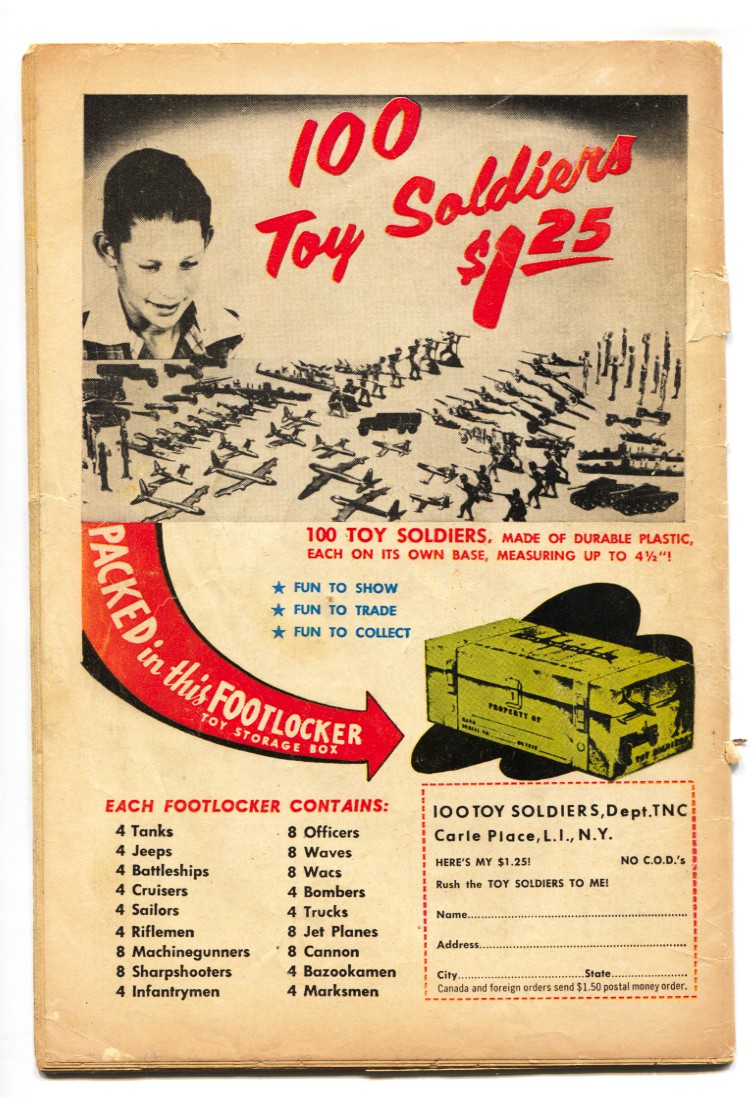 100
Toy Soldiers
$1.25
100 TOY SOLDIERS, MADE OF DURABLE PLASTIC,
EACH ON ITS OWN BASE, MEASURING UP TO 4½"!
★ FUN TO SHOW
★ FUN TO TRADE
★ FUN TO COLLECT
PACKED in this FOOTLOCKER
TOY STORAGE BOX
PROPERTY OF
TOY SOLDIERS
EACH FOOTLOCKER CONTAINS:
4 Tanks
4 Jeeps
4 Battleships
4 Cruisers
4 Sailors
4 Riflemen
8 Machinegunners
8 Sharpshooters
4 Infantrymen
8 Officers
8 Waves
8 Wacs
4 Bombers
4 Trucks
8 Jet Planes
8 Cannon
4 Bazookamen
4 Marksmen
100 TOY SOLDIERS, Dept. TNC
Carle Place, L.I., N.Y.
HERE'S MY $1.25! NO C.O.D.'s
Rush the TOY SOLDIERS TO ME!
Name
Address
City State
Canada and foreign orders send $1.50 postal money order.